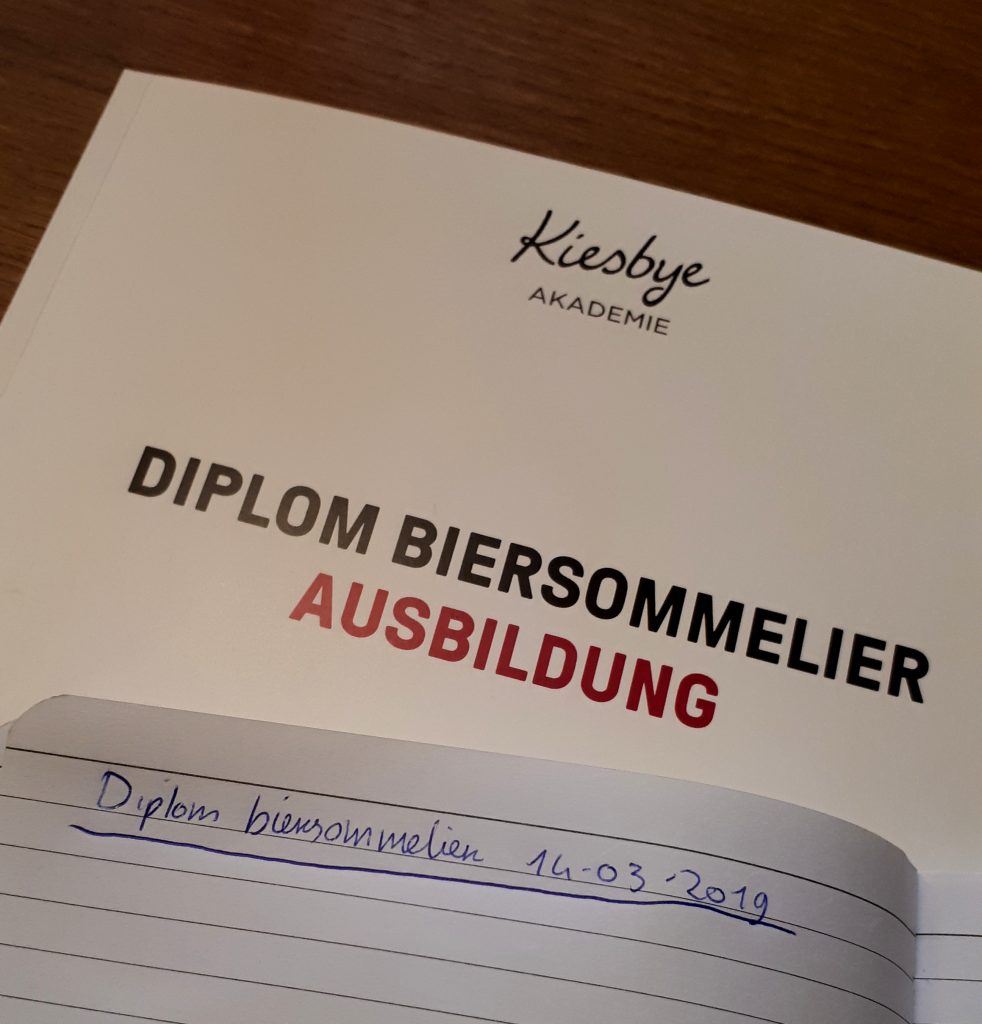 Kiesbye
AKADEMIE
DIPLOM BIERSOMMELIER
AUSBILDUNG
Diplom biersommelier 14-03-2019